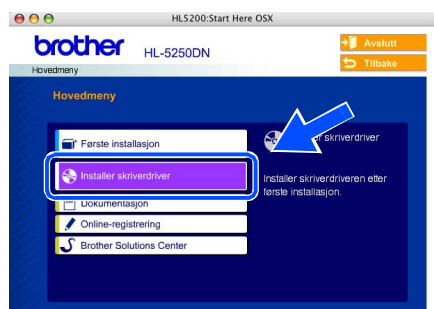 HL5200:Start Here OSX
brother HL-5250DN
Avslutt
Tilbake
Hovedmeny
Hovedmeny
Første installasjon
Installer skriverdriver
Dokumentasjon
Online-registrering
Brother Solutions Center
skriverdriver
Installer skriverdriveren etter
første installasjon.